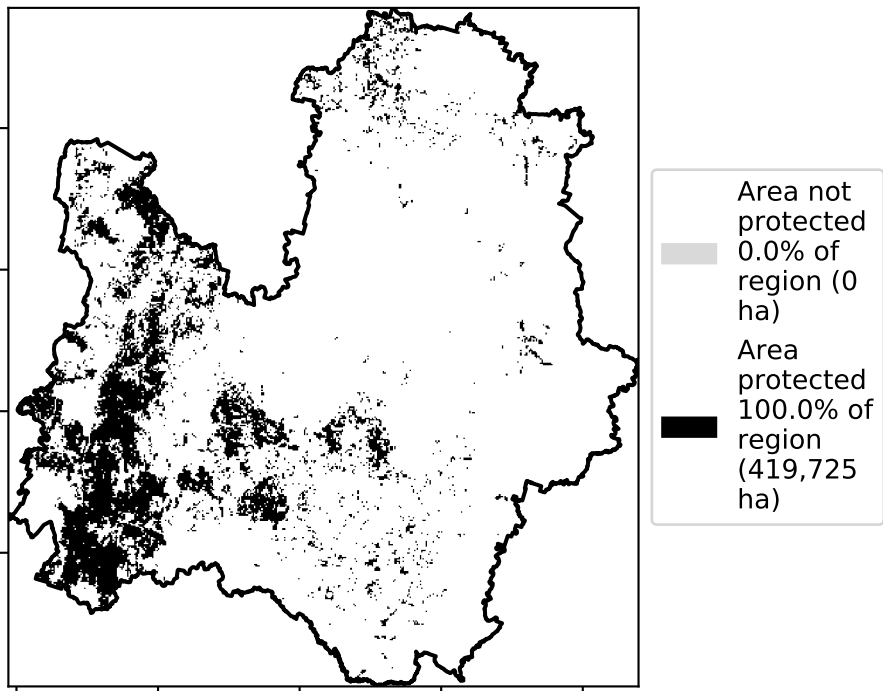 Area not
protected
0.0% of
region (0
ha)
Area
protected
100.0% of
region
(419,725
ha)